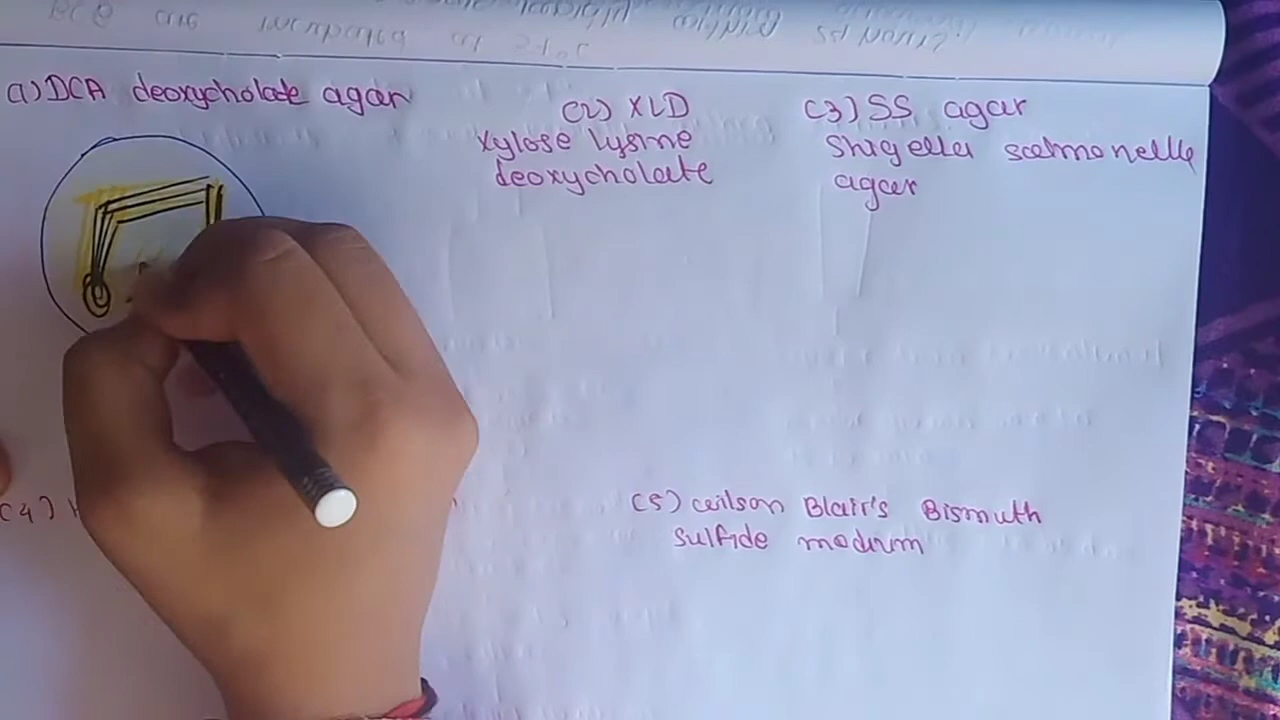 a) DCA deoxycholate agar
(2) XLD
xylose lysine
deoxycholate
(3) SS agar
Shigella salmonella
agar
(4)
(5) Wilson Blair's Bismuth
sulfide medium